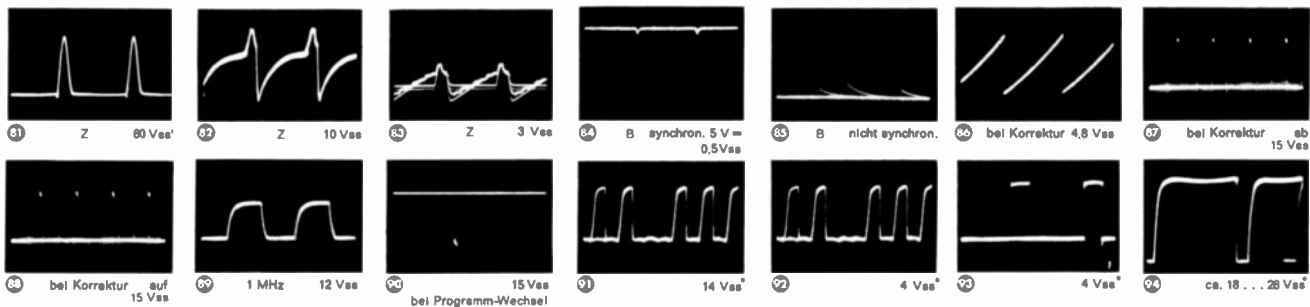 81 Z 80 Vss'
82 Z 10 Vss
83 Z 3 Vss
84 B synchron. 5 V =
0,5 Vss
85 B nicht synchron.
86 bei Korrektur 4,8 Vss
87 bei Korrektur ab
15 Vss
88 bei Korrektur auf
15 Vss
89 1 MHz 12 Vss
90 15 Vss
bei Programm-Wechsel
91 14 Vss*
92 4 Vss*
93 4 Vss*
94 ca. 18 . . . 28 Vss*